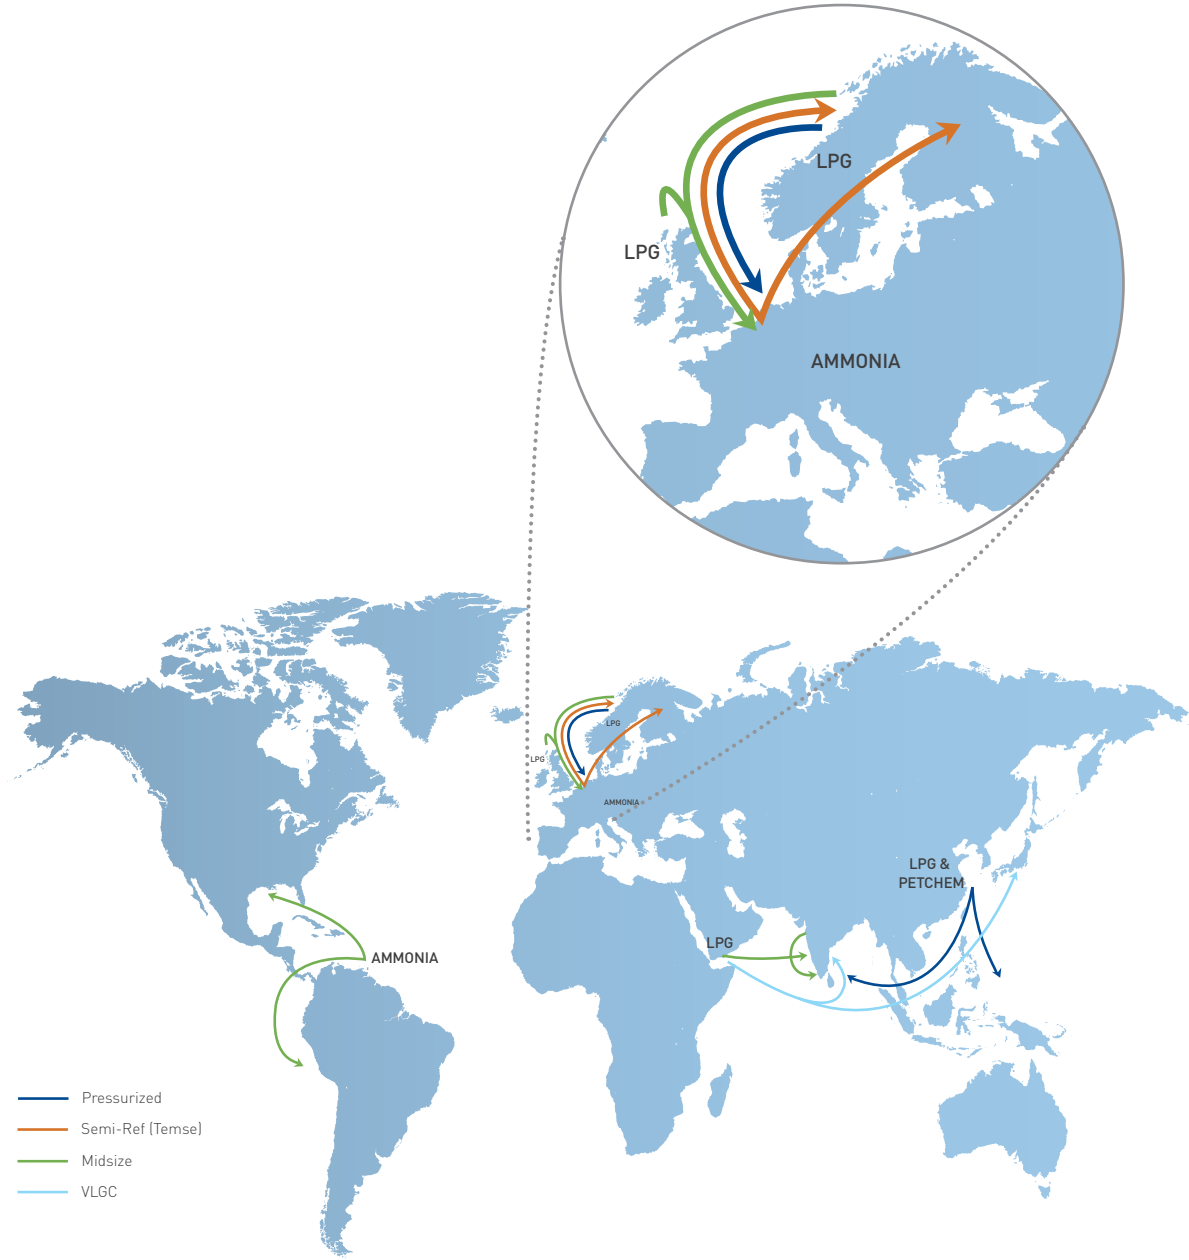 LPG
LPG
AMMONIA
LPG
LPG
AMMONIA
LPG &
PETCHEM
LPG
AMMONIA
Pressurized
Semi-Ref (Temse)
Midsize
VLGC